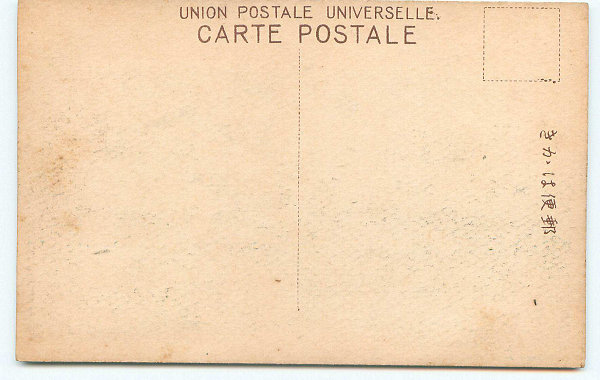 UNION POSTALE UNIVERSELLE.
CARTE POSTALE
郵便はかき